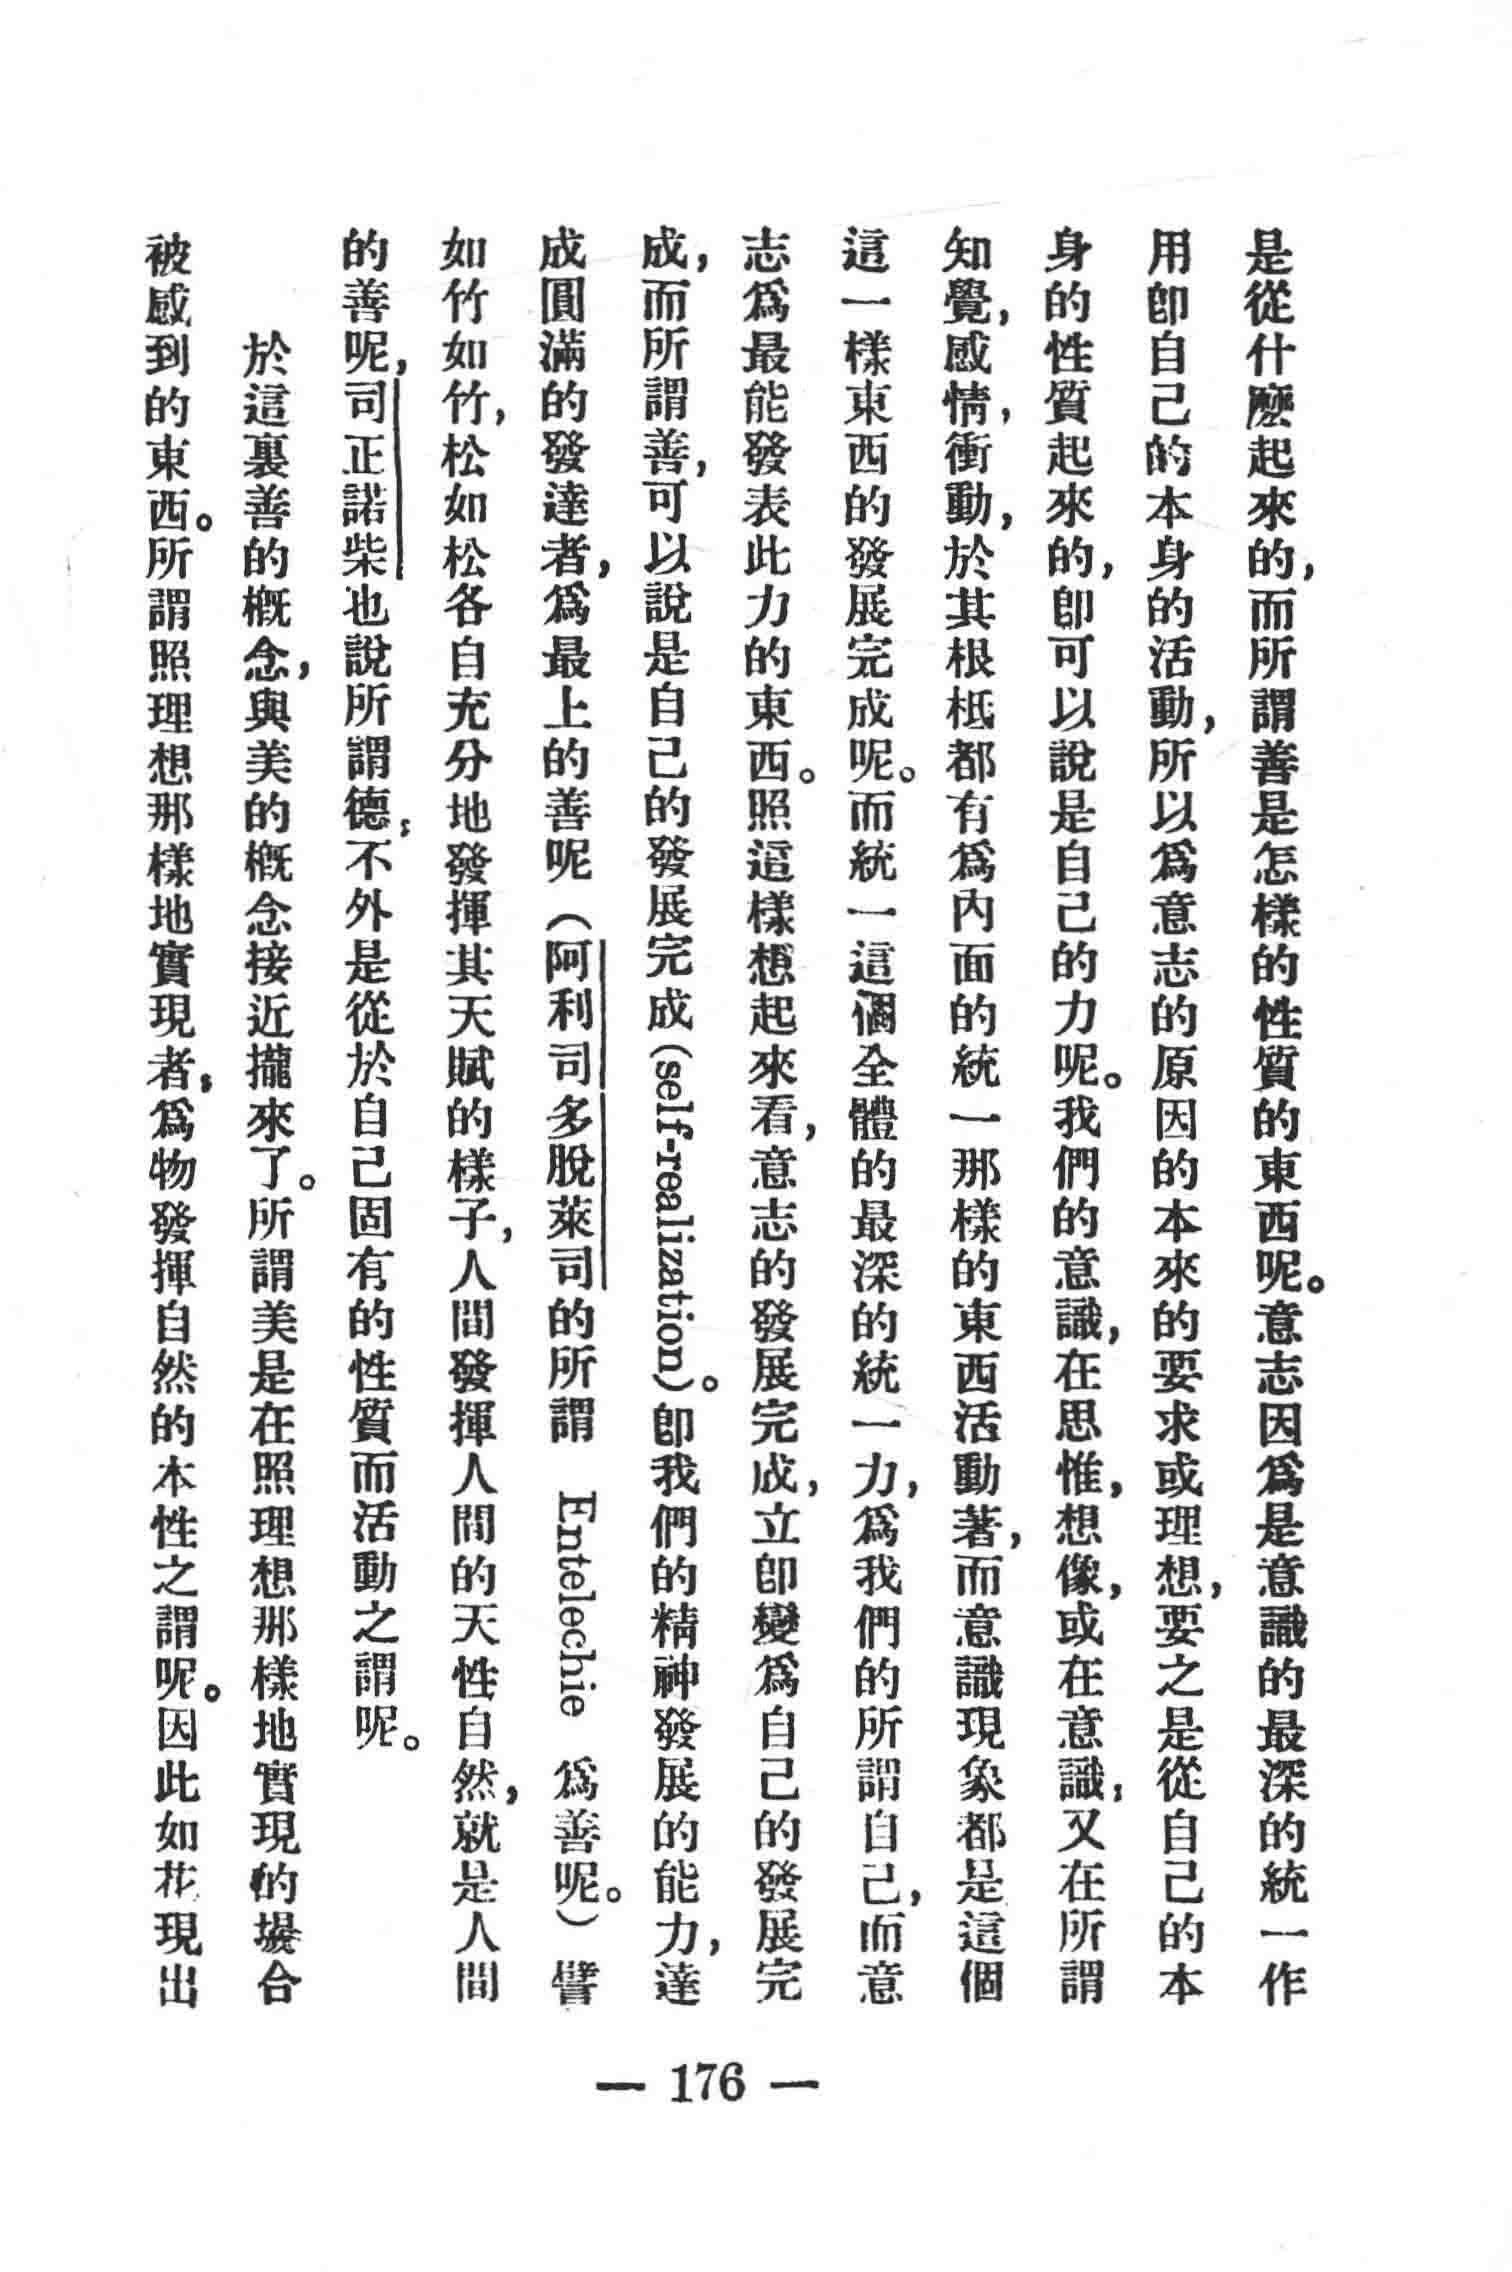 是從什麽起來的，而所謂善是怎樣的性質的東西呢。意志因爲是意識的最深的統一作
用卽自己的本身的活動，所以爲意志的原因的本來的要求或理想，要之是從自己的本
身的性質起來的，卽可以說是自己的力呢。我們的意識，在思惟，想像，或在意識，又在所謂
知覺，感情，衝動，於其根柢都有爲內面的統一那樣的東西活動著，而意識現象都是這個
這一樣東西的發展完成呢。而統一這個全體的最深的統一力，爲我們的所謂自己，而意
志爲最能發表此力的東西。照這樣想起來看，意志的發展完成，立卽變爲自己的發展完
成，而所謂善，可以說是自己的發展完成(self-realization)。卽我們的精神發展的能力，達
成圓滿的發達者，爲最上的善呢（阿利司多脫萊司的所謂 Entelechie 爲善呢。）譬
如竹如竹，松如松各自充分地發揮其天賦的樣子，人間發揮人間的天性自然，就是人間
的善呢，司正諾柴也說所謂德，不外是從於自己固有的性質而活動之謂呢。
於這裏善的概念，與美的概念接近攏來了。所謂美是在照理想那樣地實現的塲合
被感到的東西。所謂照理想那樣地實現者，爲物發揮自然的本性之謂呢。因此如花現出
— 176 —